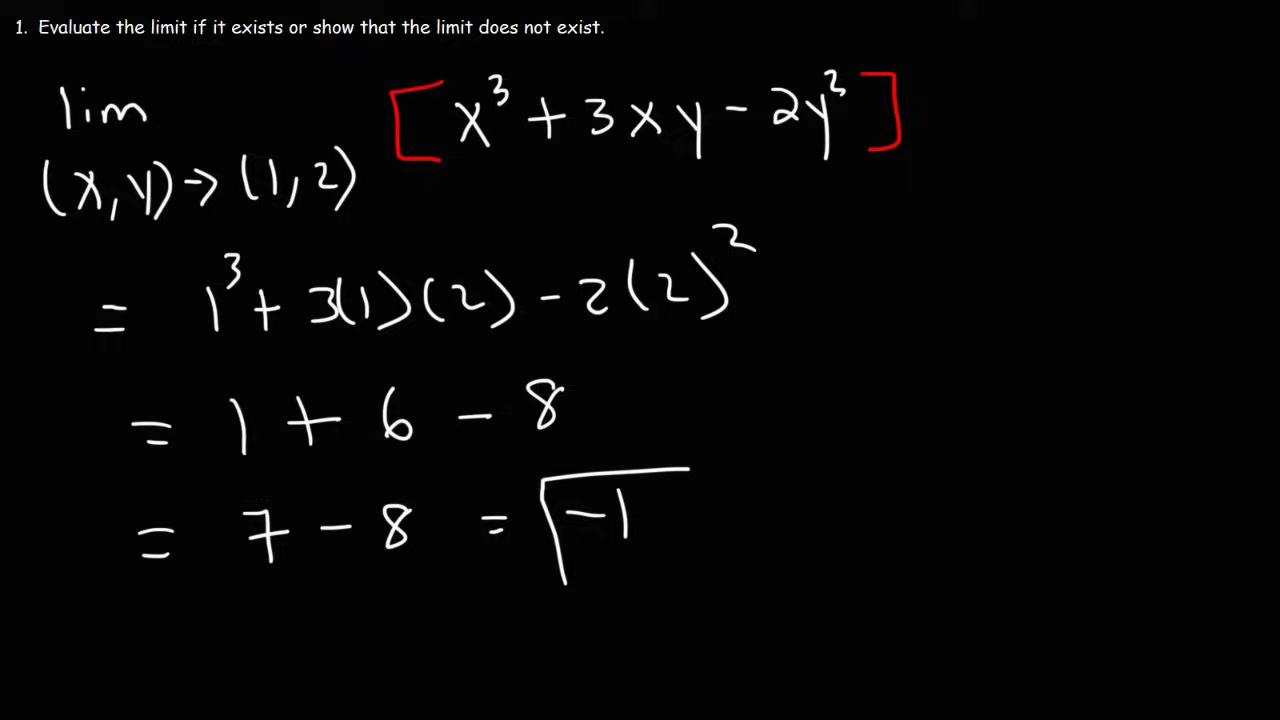 1. Evaluate the limit if it exists or show that the limit does not exist.
lim [x³ + 3xy - 2y²]
(x,y)→(1,2)
= 1³ + 3(1)(2) - 2(2)²
= 1 + 6 - 8
= 7 - 8 = -1